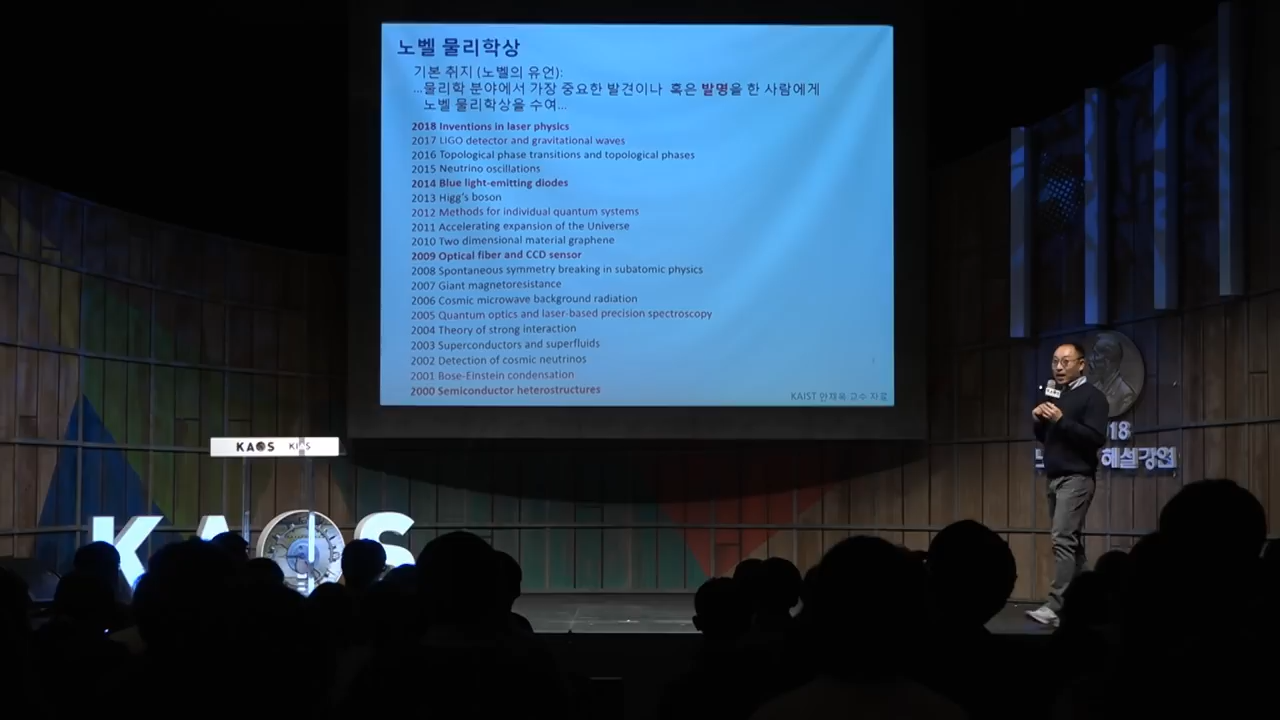 노벨 물리학상
기본 취지 (노벨의 유언):
...물리학 분야에서 가장 중요한 발견이나 혹은 발명을 한 사람에게
노벨 물리학상을 수여...
2018 Inventions in laser physics
2017 LIGO detector and gravitational waves
2016 Topological phase transitions and topological phases
2015 Neutrino oscillations
2014 Blue light-emitting diodes
2013 Higg's boson
2012 Methods for individual quantum systems
2011 Accelerating expansion of the Universe
2010 Two dimensional material graphene
2009 Optical fiber and CCD sensor
2008 Spontaneous symmetry breaking in subatomic physics
2007 Giant magnetoresistance
2006 Cosmic microwave background radiation
2005 Quantum optics and laser-based precision spectroscopy
2004 Theory of strong interaction
2003 Superconductors and superfluids
2002 Detection of cosmic neutrinos
2001 Bose-Einstein condensation
2000 Semiconductor heterostructures
KAIST 안재욱 교수 자료
KAOS
KAOS
18
해설강연